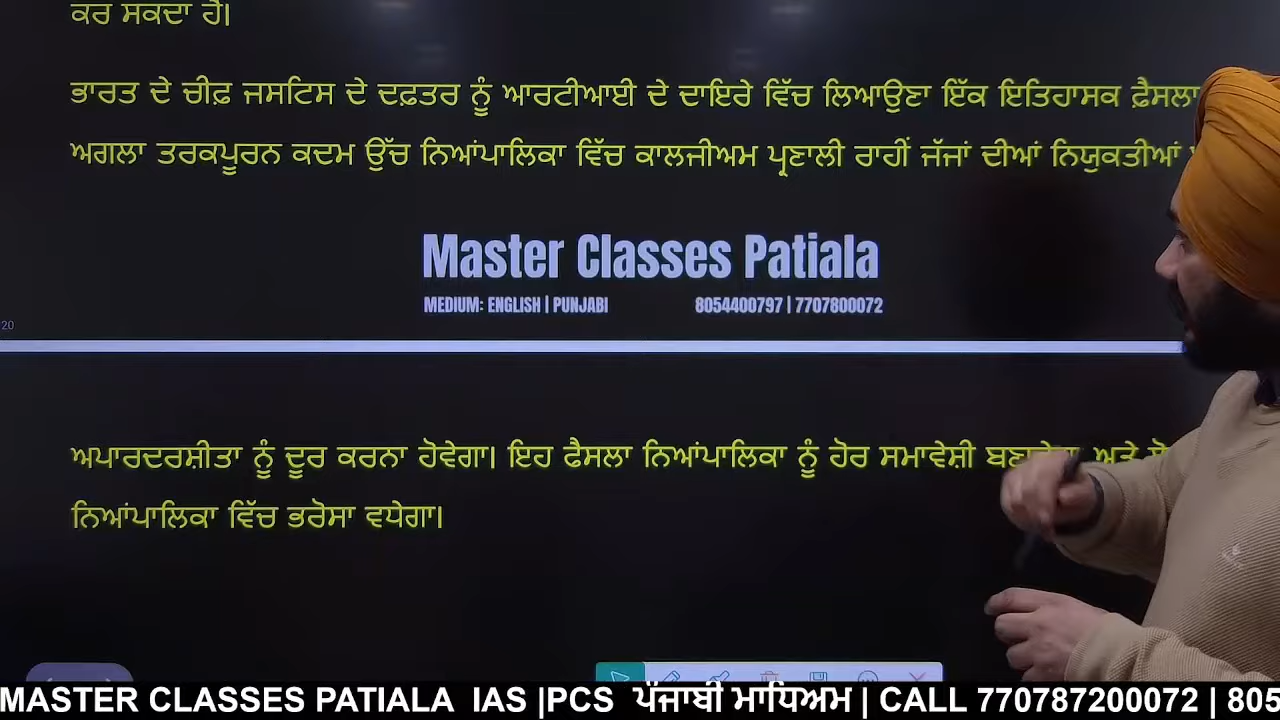 ਕਰ ਸਕਦਾ ਹੈ।
ਭਾਰਤ ਦੇ ਚੀਫ਼ ਜਸਟਿਸ ਦੇ ਦਫ਼ਤਰ ਨੂੰ ਆਰਟੀਆਈ ਦੇ ਦਾਇਰੇ ਵਿੱਚ ਲਿਆਉਣਾ ਇੱਕ ਇਤਿਹਾਸਕ ਫ਼ੈਸਲਾ
ਅਗਲਾ ਤਰਕਪੂਰਨ ਕਦਮ ਉੱਚ ਨਿਆਂਪਾਲਿਕਾ ਵਿੱਚ ਕਾਲਜੀਅਮ ਪ੍ਰਣਾਲੀ ਰਾਹੀਂ ਜੱਜਾਂ ਦੀਆਂ ਨਿਯੁਕਤੀਆਂ
Master Classes Patiala
MEDIUM: ENGLISH | PUNJABI 8054400797 | 7707800072
20
ਅਪਾਰਦਰਸ਼ੀਤਾ ਨੂੰ ਦੂਰ ਕਰਨਾ ਹੋਵੇਗਾ। ਇਹ ਫੈਸਲਾ ਨਿਆਂਪਾਲਿਕਾ ਨੂੰ ਹੋਰ ਸਮਾਵੇਸ਼ੀ ਅਤੇ
ਨਿਆਂਪਾਲਿਕਾ ਵਿੱਚ ਭਰੋਸਾ ਵਧੇਗਾ।
MASTER CLASSES PATIALA IAS |PCS ਪੰਜਾਬੀ ਮਾਧਿਅਮ | CALL 770787200072 | 805